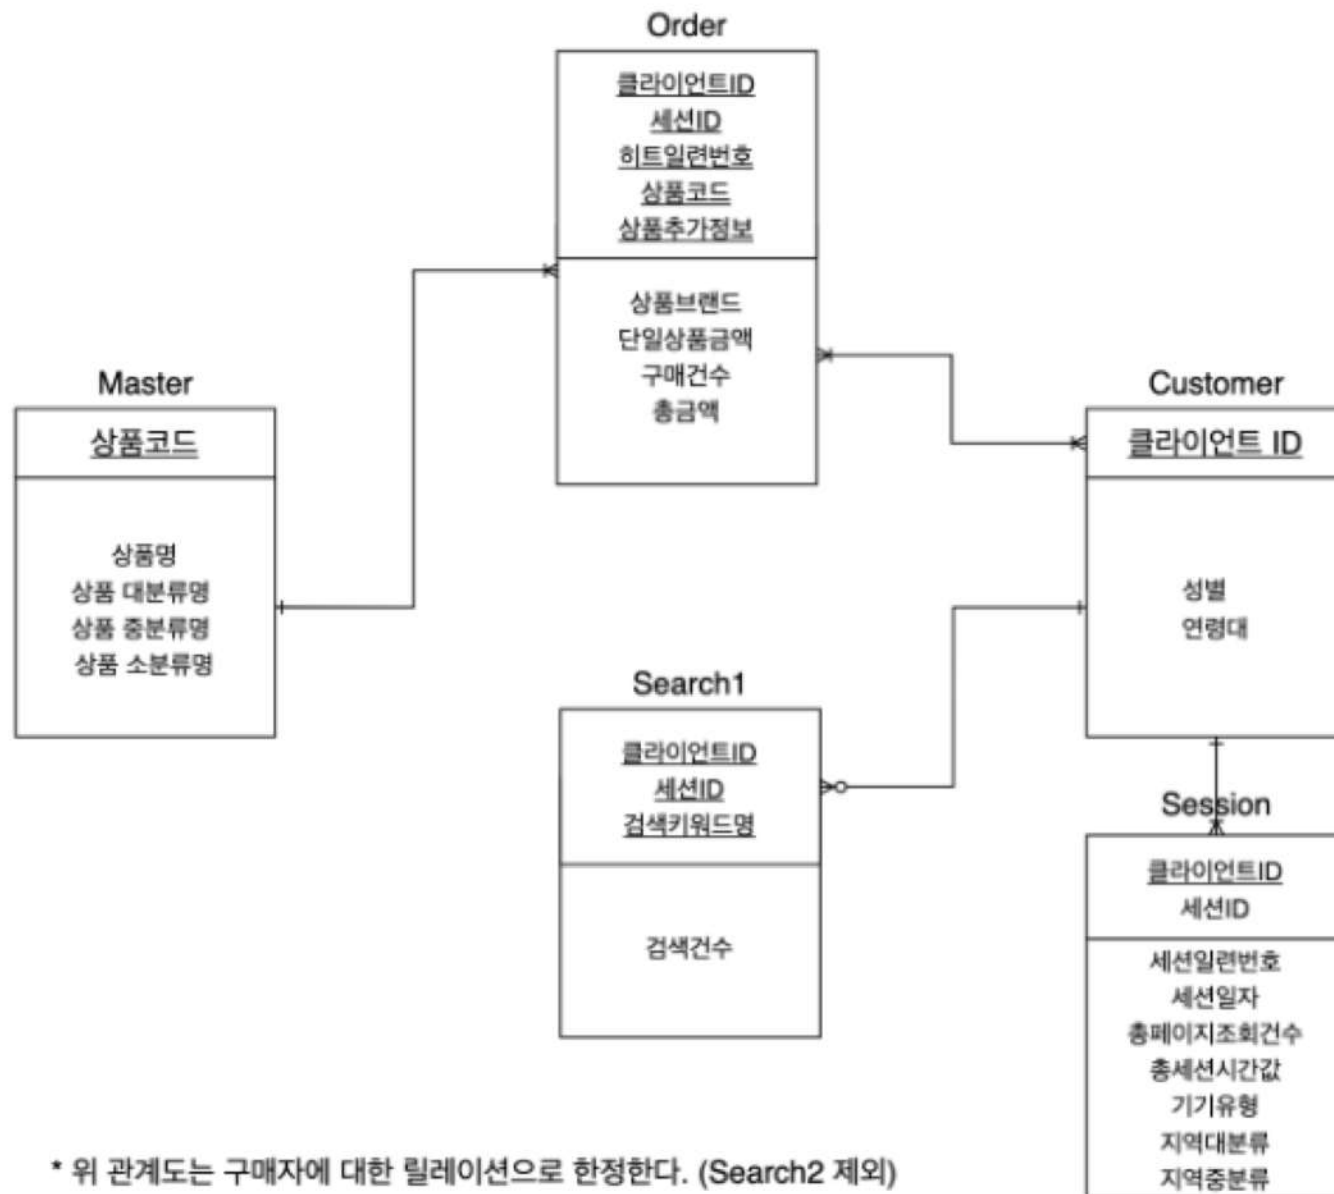 Order
클라이언트ID
세션ID
히트일련번호
상품코드
상품추가정보
상품브랜드
단일상품금액
구매건수
총금액
Master
상품코드
상품명
상품 대분류명
상품 중분류명
상품 소분류명
Customer
클라이언트 ID
성별
연령대
Search1
클라이언트ID
세션ID
검색키워드명
검색건수
Session
클라이언트ID
세션ID
세션일련번호
세션일자
총페이지조회건수
총세션시간값
기기유형
지역대분류
지역중분류
* 위 관계도는 구매자에 대한 릴레이션으로 한정한다. (Search2 제외)